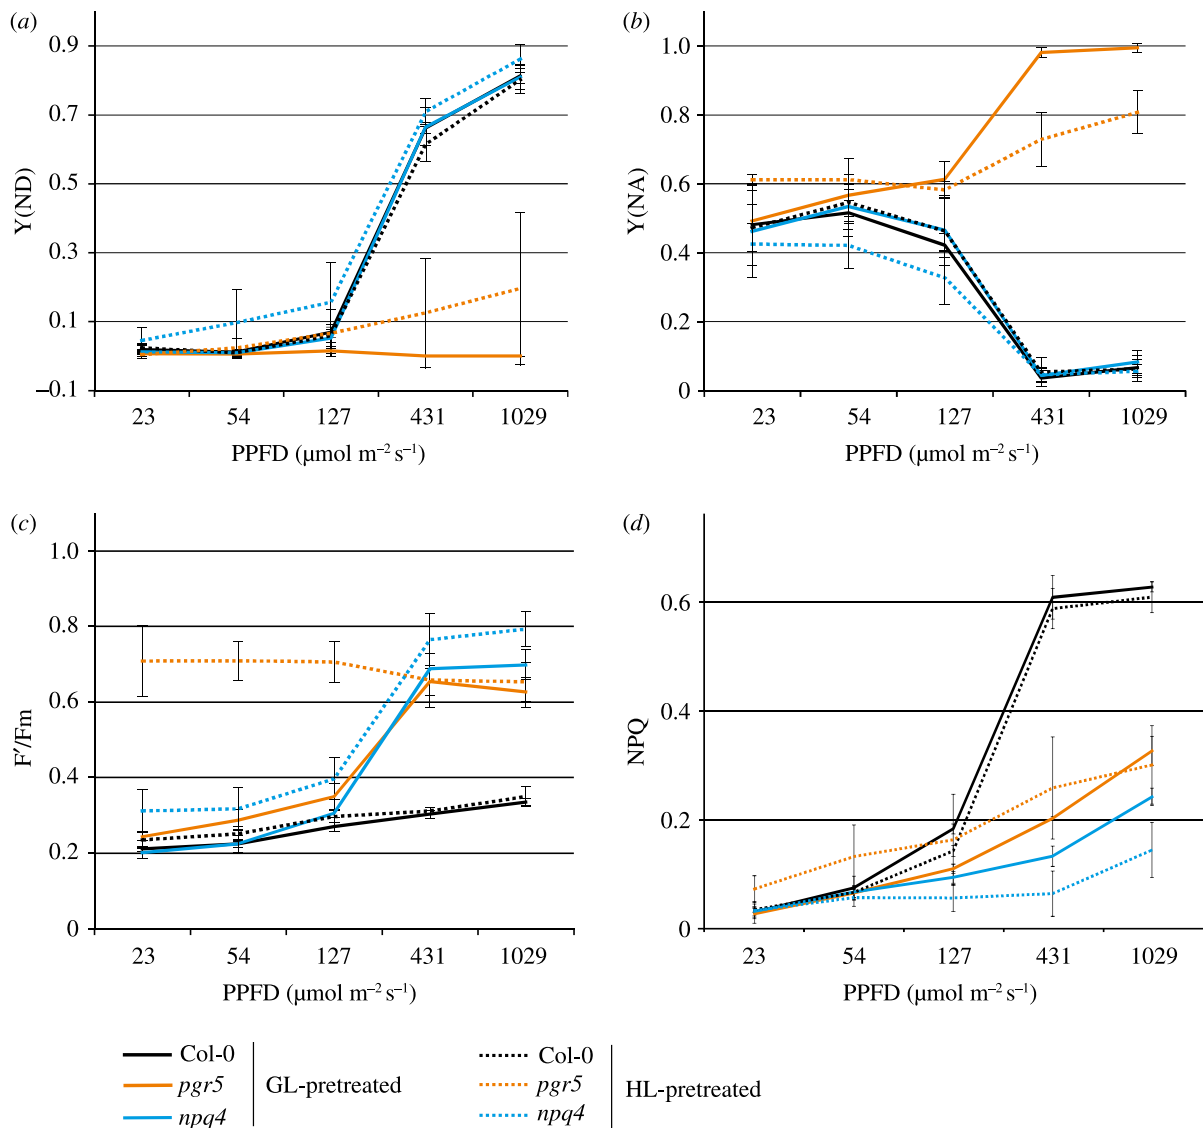 (a)
0.9
0.7
0.5
0.3
0.1
–0.1
Y(ND)
23 54 127 431 1029
PPFD (μmol m⁻² s⁻¹)
(b)
1.0
0.8
0.6
0.4
0.2
0
Y(NA)
23 54 127 431 1029
PPFD (μmol m⁻² s⁻¹)
(c)
1.0
0.8
0.6
0.4
0.2
0
F′/Fm
23 54 127 431 1029
PPFD (μmol m⁻² s⁻¹)
(d)
0.6
0.4
0.2
0
NPQ
23 54 127 431 1029
PPFD (μmol m⁻² s⁻¹)
Col-0
pgr5
npq4
GL-pretreated
Col-0
pgr5
npq4
HL-pretreated